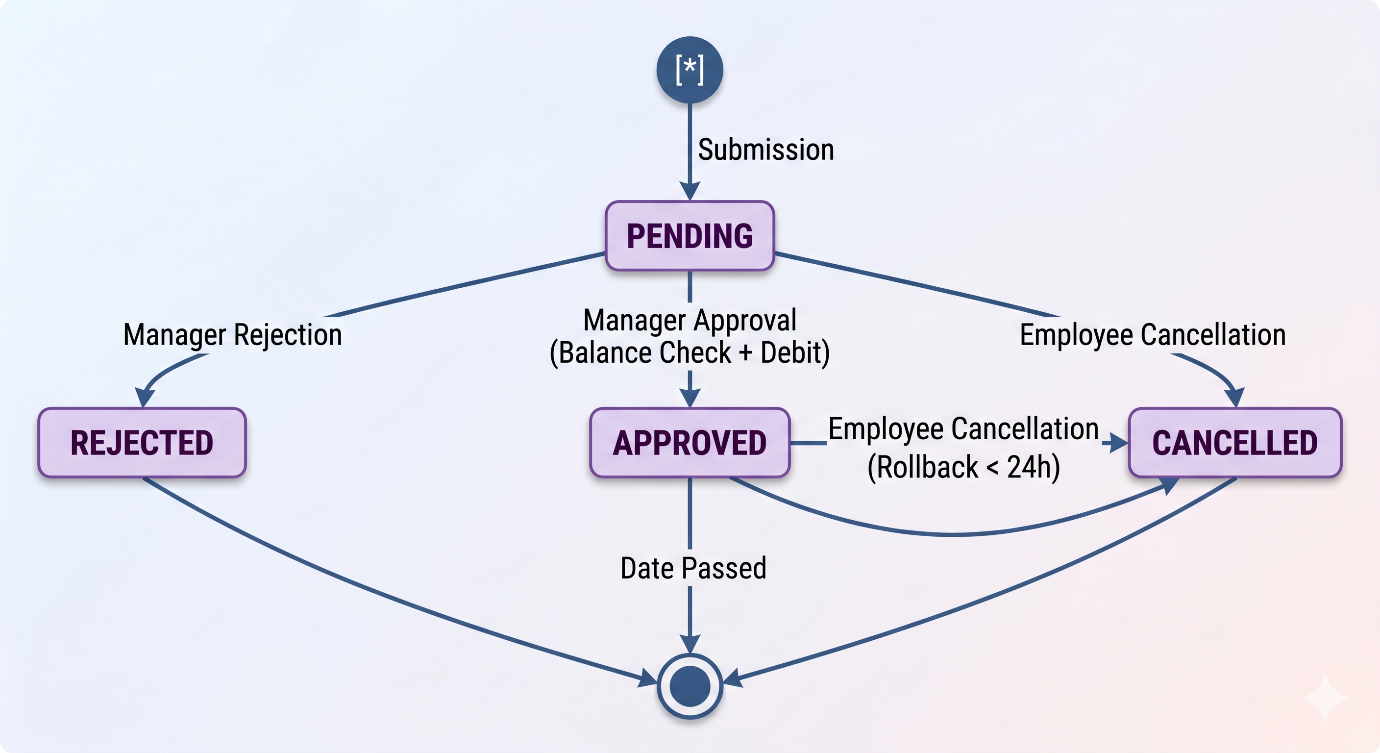 [*]
Submission
PENDING
Manager Rejection
Manager Approval
(Balance Check + Debit)
Employee Cancellation
REJECTED
APPROVED
Employee Cancellation
(Rollback < 24h)
CANCELLED
Date Passed